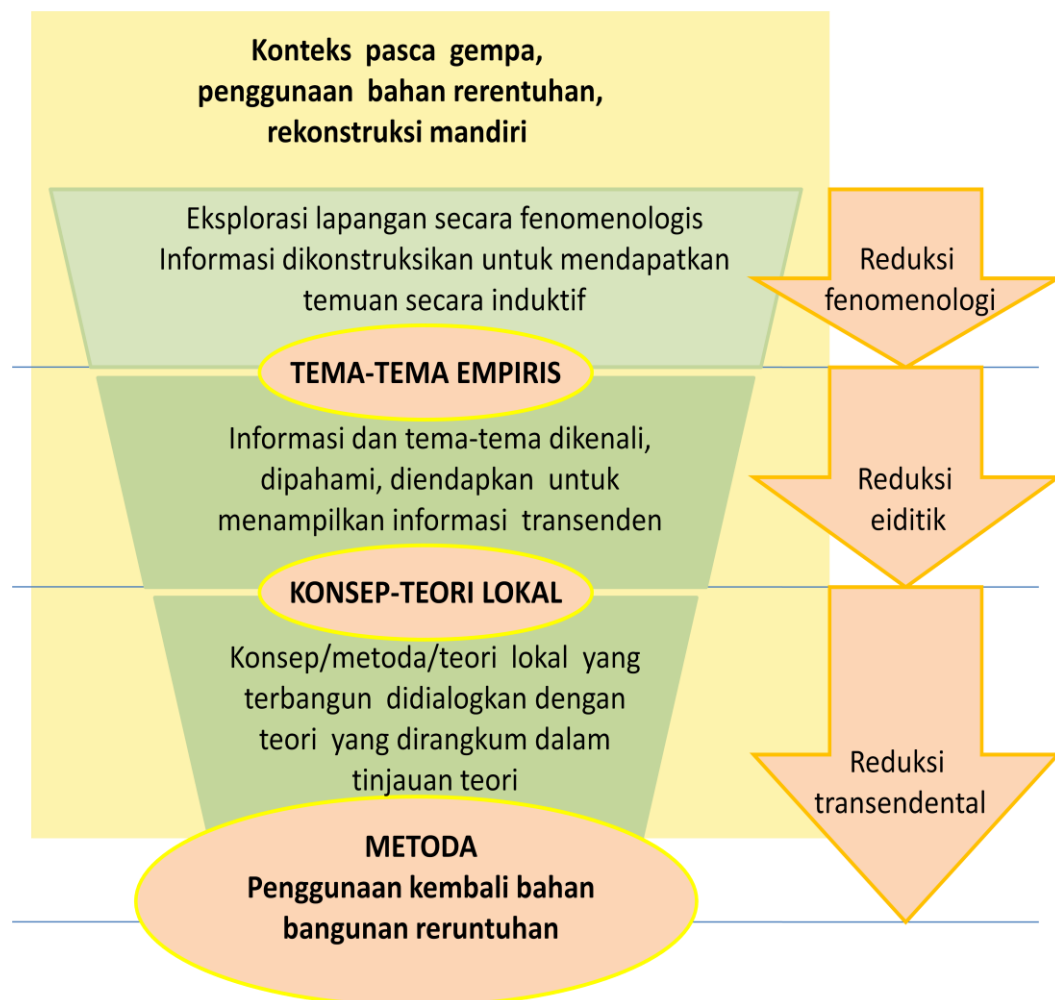 Konteks pasca gempa,
penggunaan bahan rerentuhan,
rekonstruksi mandiri
Eksplorasi lapangan secara fenomenologis
Informasi dikonstruksikan untuk mendapatkan
temuan secara induktif
Reduksi
fenomenologi
TEMA-TEMA EMPIRIS
Informasi dan tema-tema dikenali,
dipahami, diendapkan untuk
menampilkan informasi transenden
Reduksi
eiditik
KONSEP-TEORI LOKAL
Konsep/metoda/teori lokal yang
terbangun didialogkan dengan
teori yang dirangkum dalam
tinjauan teori
Reduksi
transendental
METODA
Penggunaan kembali bahan
bangunan reruntuhan